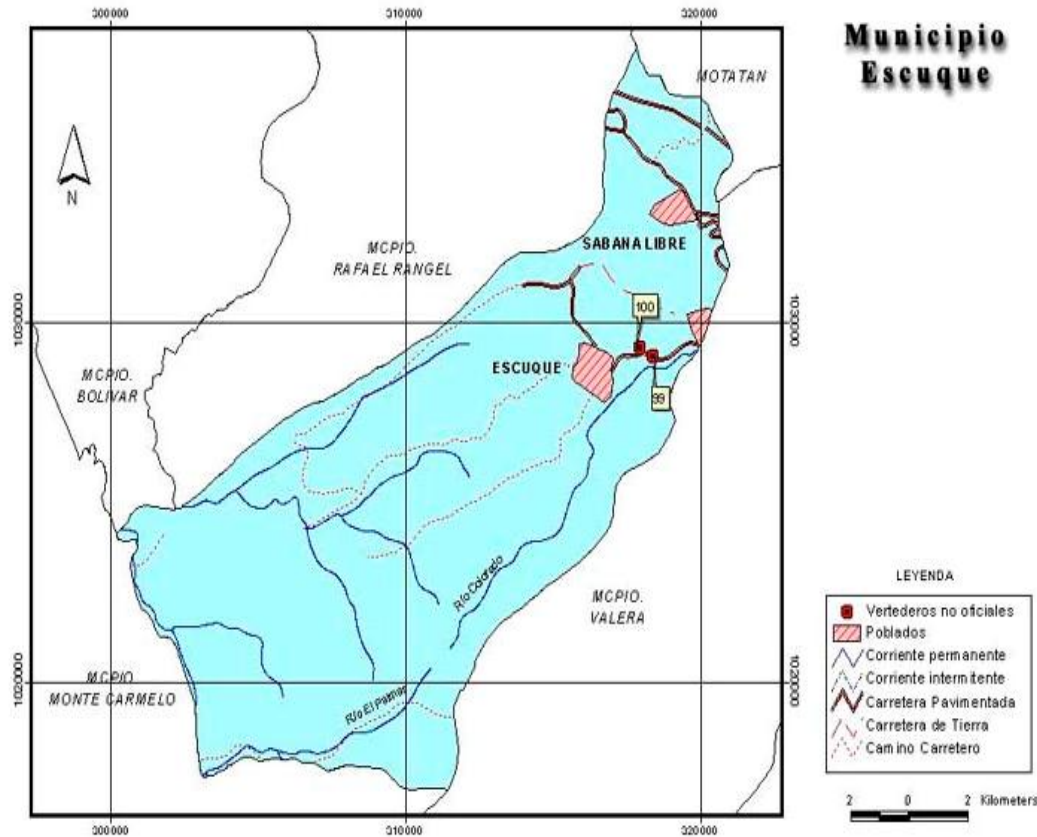 300000
310000
320000
Municipio
Escuque
MOTATAN
N
SABANA LIBRE
MCPIO.
RAFAEL RANGEL
100
1030000
1030000
MCPIO.
BOLIVAR
ESCUQUE
99
Río Colorado
MCPIO.
VALERA
LEYENDA
Vertederos no oficiales
Poblados
Corriente permanente
Corriente intermitente
Carretera Pavimentada
Carretera de Tierra
Camino Carretero
MCPIO.
MONTE CARMELO
1020000
1020000
Río El Palmar
2 0 2 Kilometers
300000
310000
320000